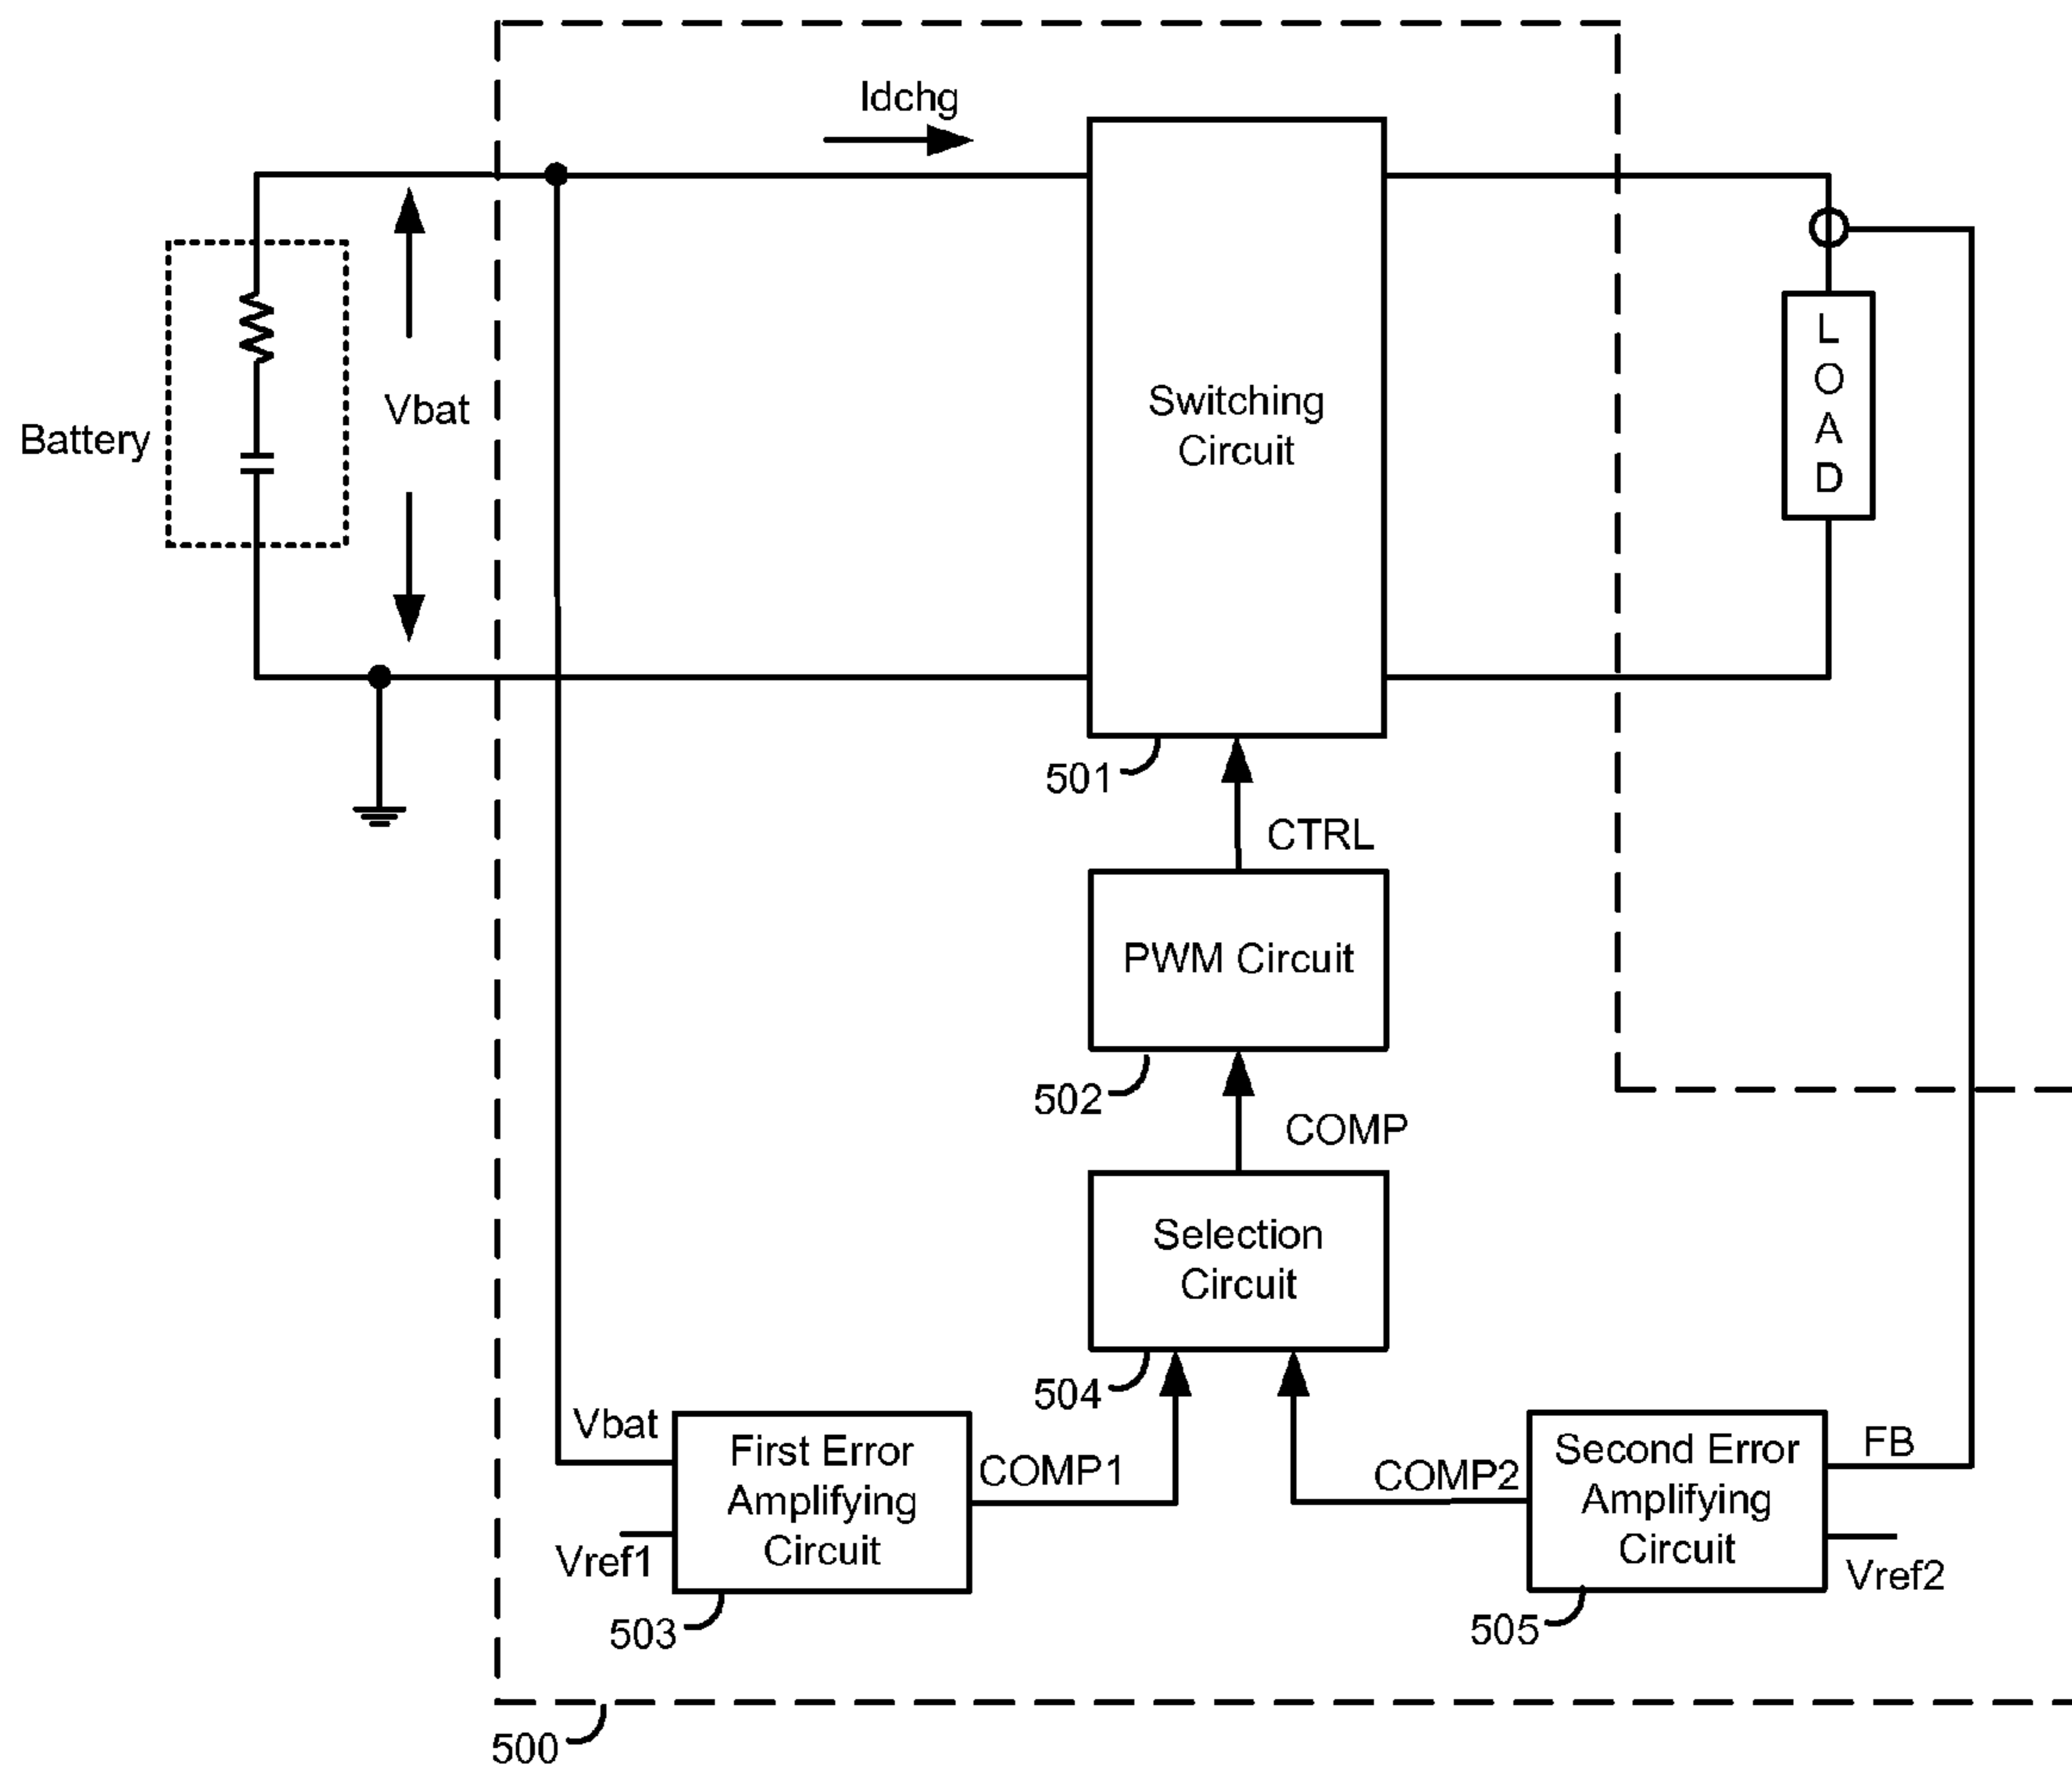 Idchg
Switching
Circuit
L
O
A
D
Vbat
Battery
501
CTRL
PWM Circuit
502
COMP
Selection
Circuit
504
Vbat
First Error
Amplifying
Circuit
COMP1
COMP2
Second Error
Amplifying
Circuit
FB
Vref1
Vref2
503
505
500